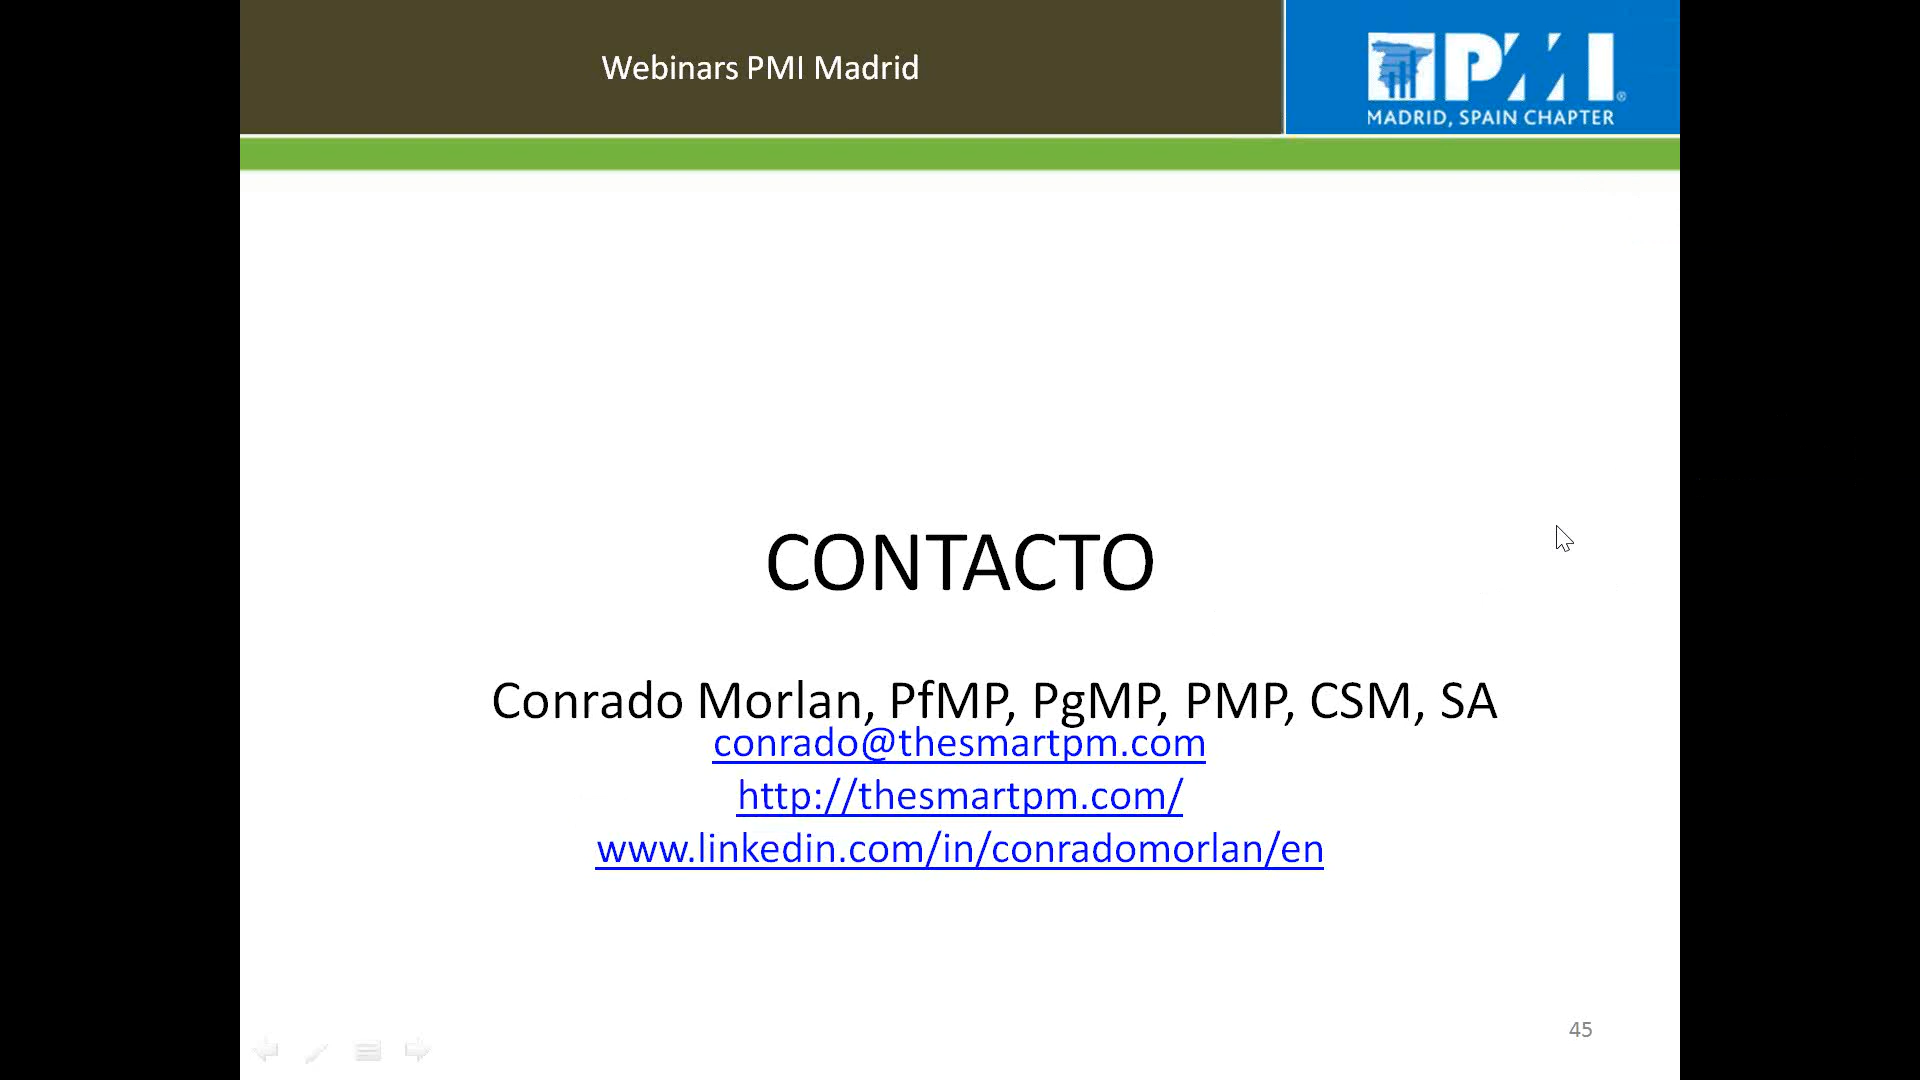 Webinars PMI Madrid
PMI®
MADRID, SPAIN CHAPTER
CONTACTO
Conrado Morlan, PfMP, PgMP, PMP, CSM, SA
conrado@thesmartpm.com
http://thesmartpm.com/
www.linkedin.com/in/conradomorlan/en
45